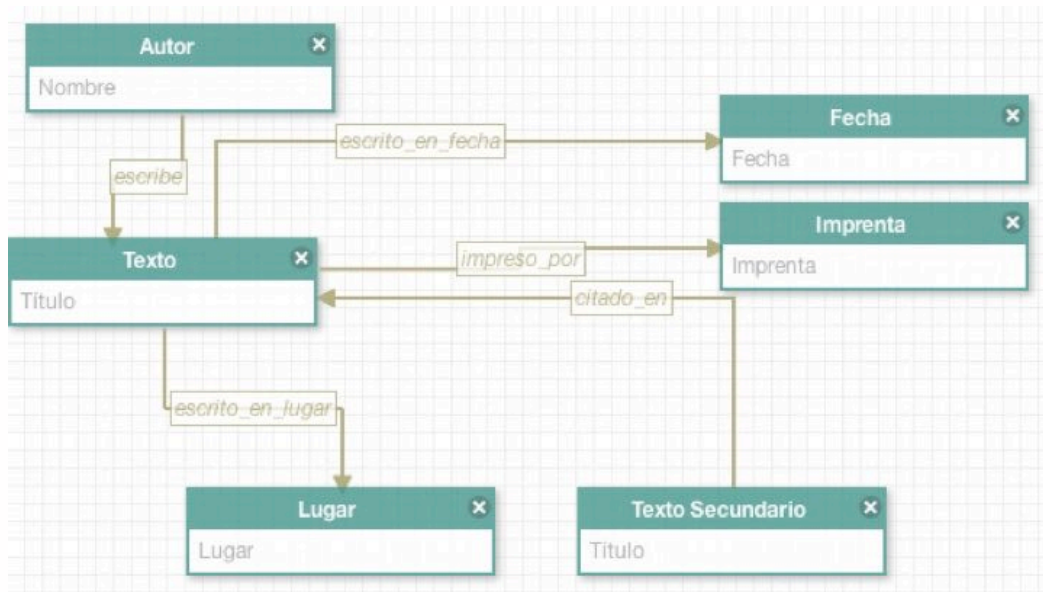 Autor
Nombre
escrito_en_fecha
Fecha
Fecha
escribe
Imprenta
Imprenta
Texto
Título
impreso_por
citado_en
escrito_en_lugar
Lugar
Lugar
Texto Secundario
Título